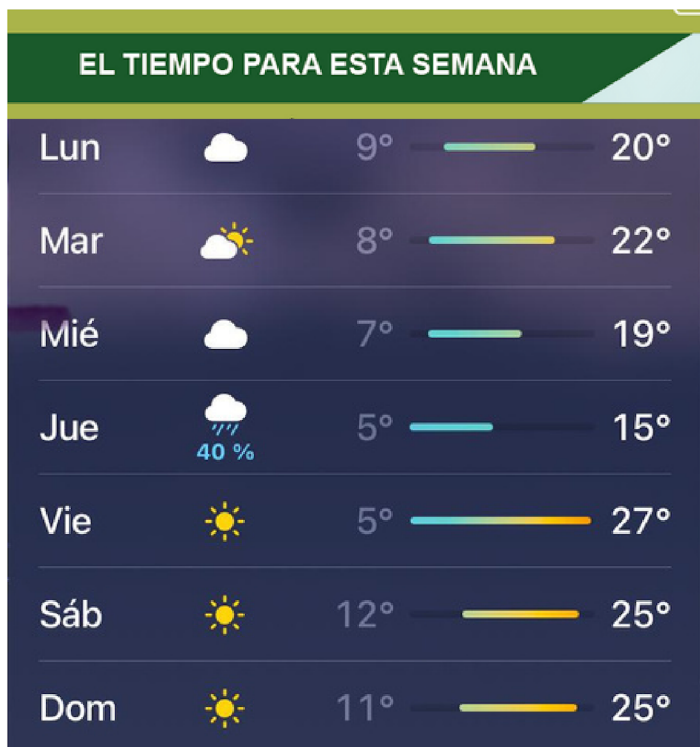 EL TIEMPO PARA ESTA SEMANA
Lun 9° 20°
Mar 8° 22°
Mié 7° 19°
Jue 40 % 5° 15°
Vie 5° 27°
Sáb 12° 25°
Dom 11° 25°